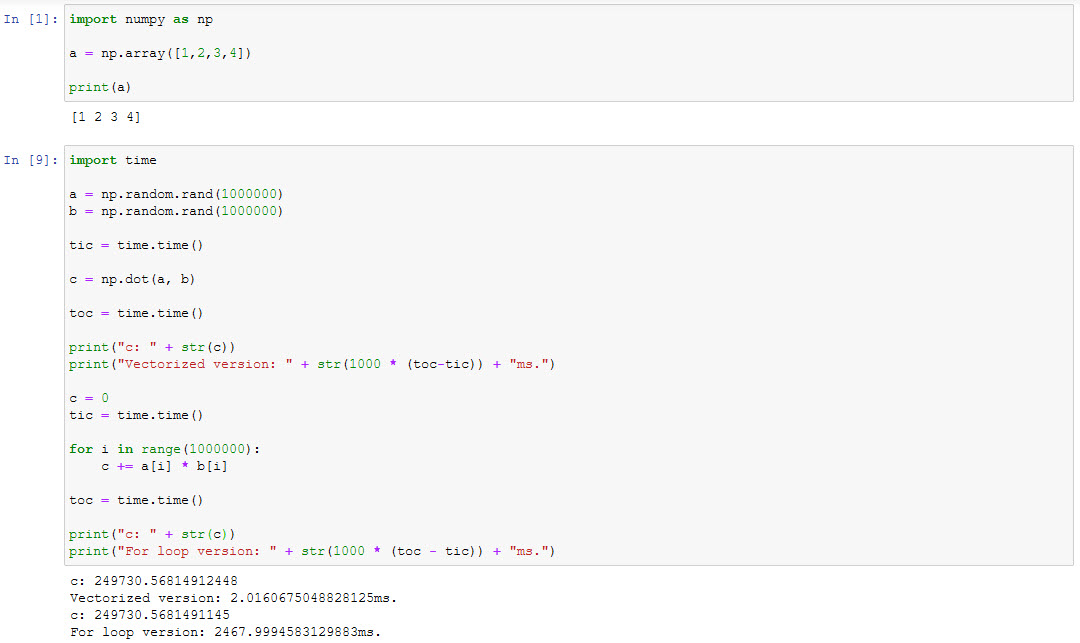 In [1]: import numpy as np
a = np.array([1,2,3,4])
print(a)
[1 2 3 4]
In [9]: import time
a = np.random.rand(1000000)
b = np.random.rand(1000000)
tic = time.time()
c = np.dot(a, b)
toc = time.time()
print("c: " + str(c))
print("Vectorized version: " + str(1000 * (toc-tic)) + "ms.")
c = 0
tic = time.time()
for i in range(1000000):
    c += a[i] * b[i]
toc = time.time()
print("c: " + str(c))
print("For loop version: " + str(1000 * (toc - tic)) + "ms.")
c: 249730.56814912448
Vectorized version: 2.0160675048828125ms.
c: 249730.5681491145
For loop version: 2467.9994583129883ms.